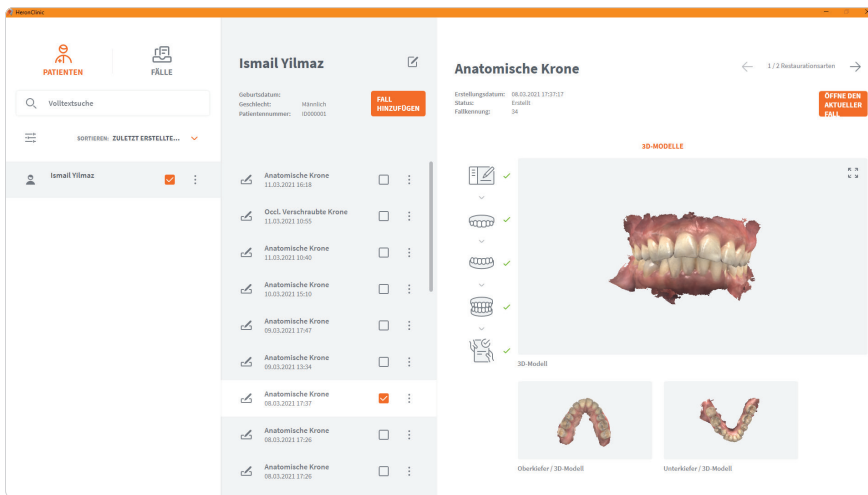 HeronClinic
PATIENTEN
FÄLLE
Volltextsuche
SORTIEREN: ZULETZT ERSTELLTE...
Ismail Yilmaz
Ismail Yilmaz
Geburtsdatum:
Geschlecht: Männlich
Patientennummer: ID000001
FALL
HINZUFÜGEN
Anatomische Krone
11.03.2021 16:18
Occl. Verschraubte Krone
11.03.2021 10:55
Anatomische Krone
11.03.2021 10:40
Anatomische Krone
10.03.2021 15:10
Anatomische Krone
09.03.2021 17:47
Anatomische Krone
09.03.2021 13:34
Anatomische Krone
08.03.2021 17:37
Anatomische Krone
08.03.2021 17:26
Anatomische Krone
08.03.2021 17:26
Anatomische Krone
1 / 2 Restaurationsarten
Erstellungsdatum: 08.03.2021 17:37:17
Status: Erstellt
Fallkennung: 34
ÖFFNE DEN
AKTUELLER
FALL
3D-MODELLE
3D-Modell
Oberkiefer / 3D-Modell
Unterkiefer / 3D-Modell